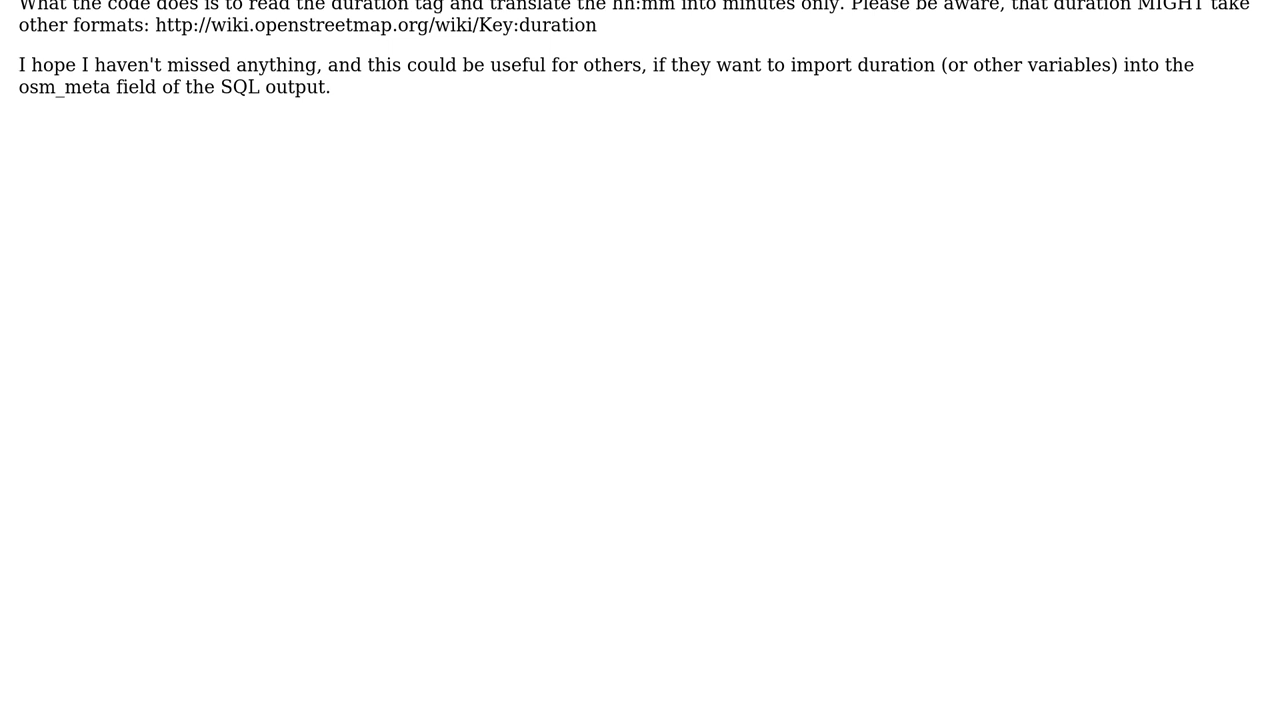 What the code does is to read the duration tag and translate the hh:mm into minutes only. Please be aware, that duration MIGHT take
other formats: http://wiki.openstreetmap.org/wiki/Key:duration
I hope I haven't missed anything, and this could be useful for others, if they want to import duration (or other variables) into the
osm_meta field of the SQL output.